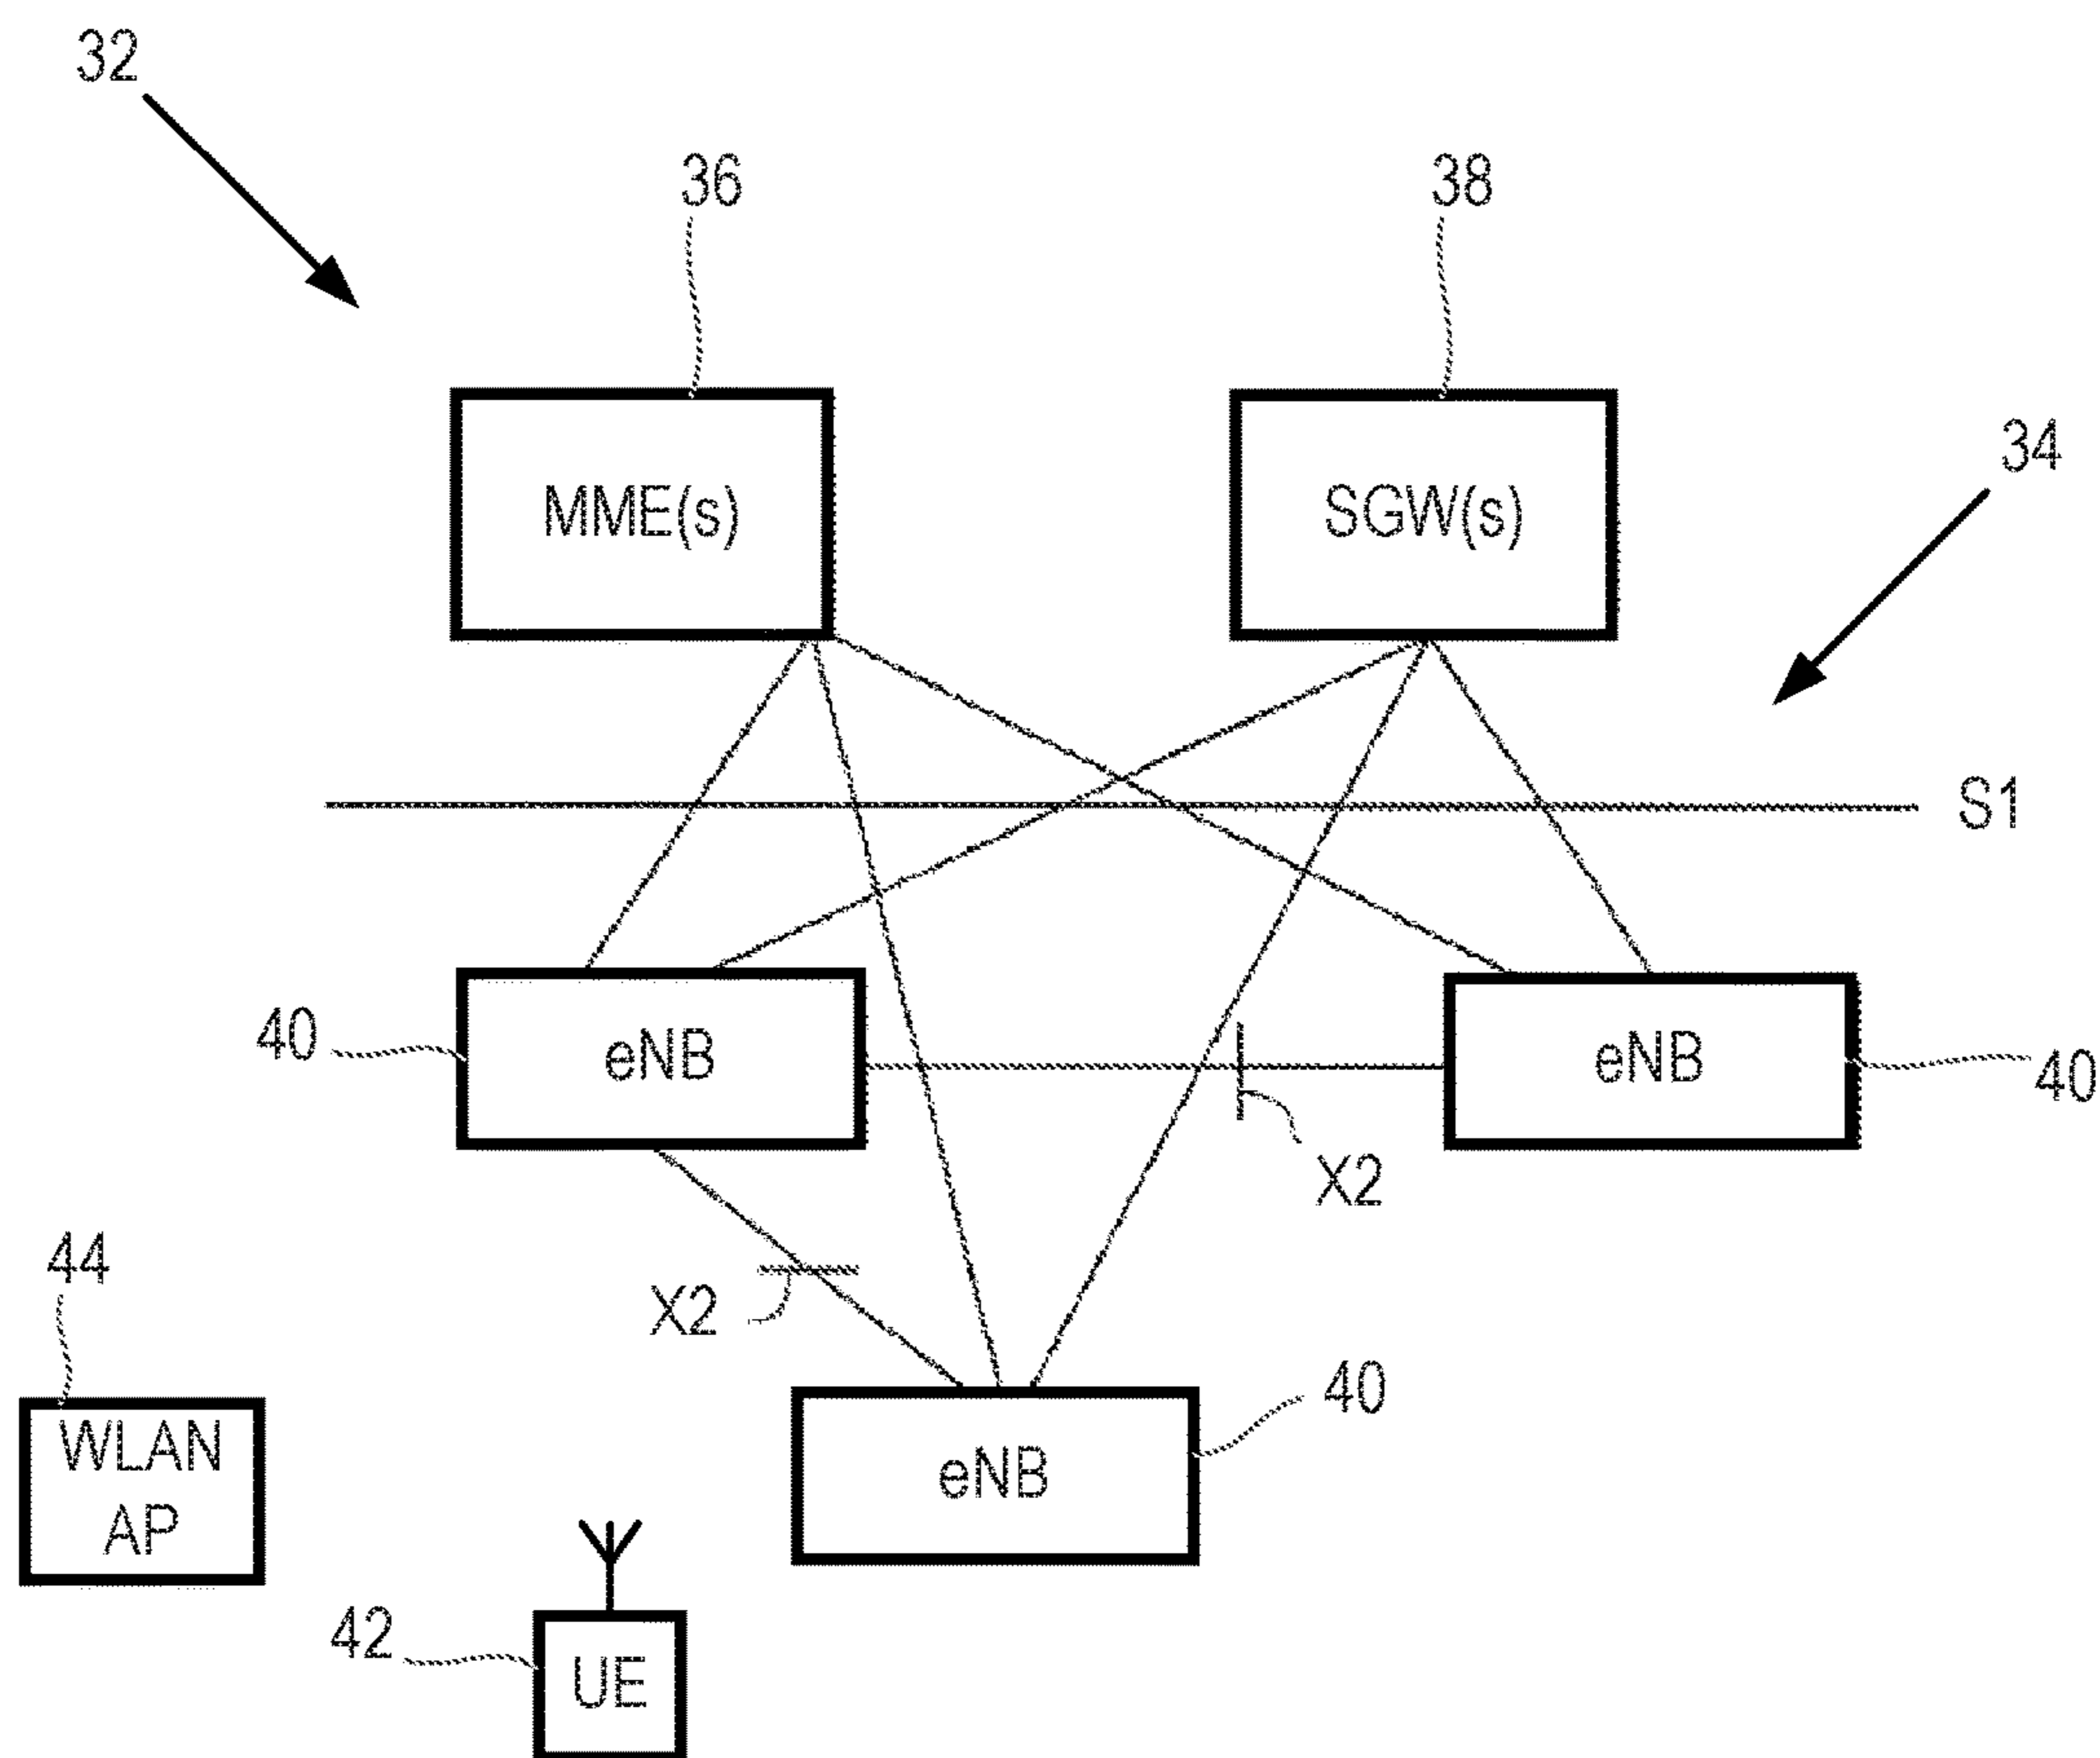 32
36
38
34
MME(s)
SGW(s)
S1
40
eNB
eNB
40
X2
44
X2
40
WLAN
AP
eNB
42
UE